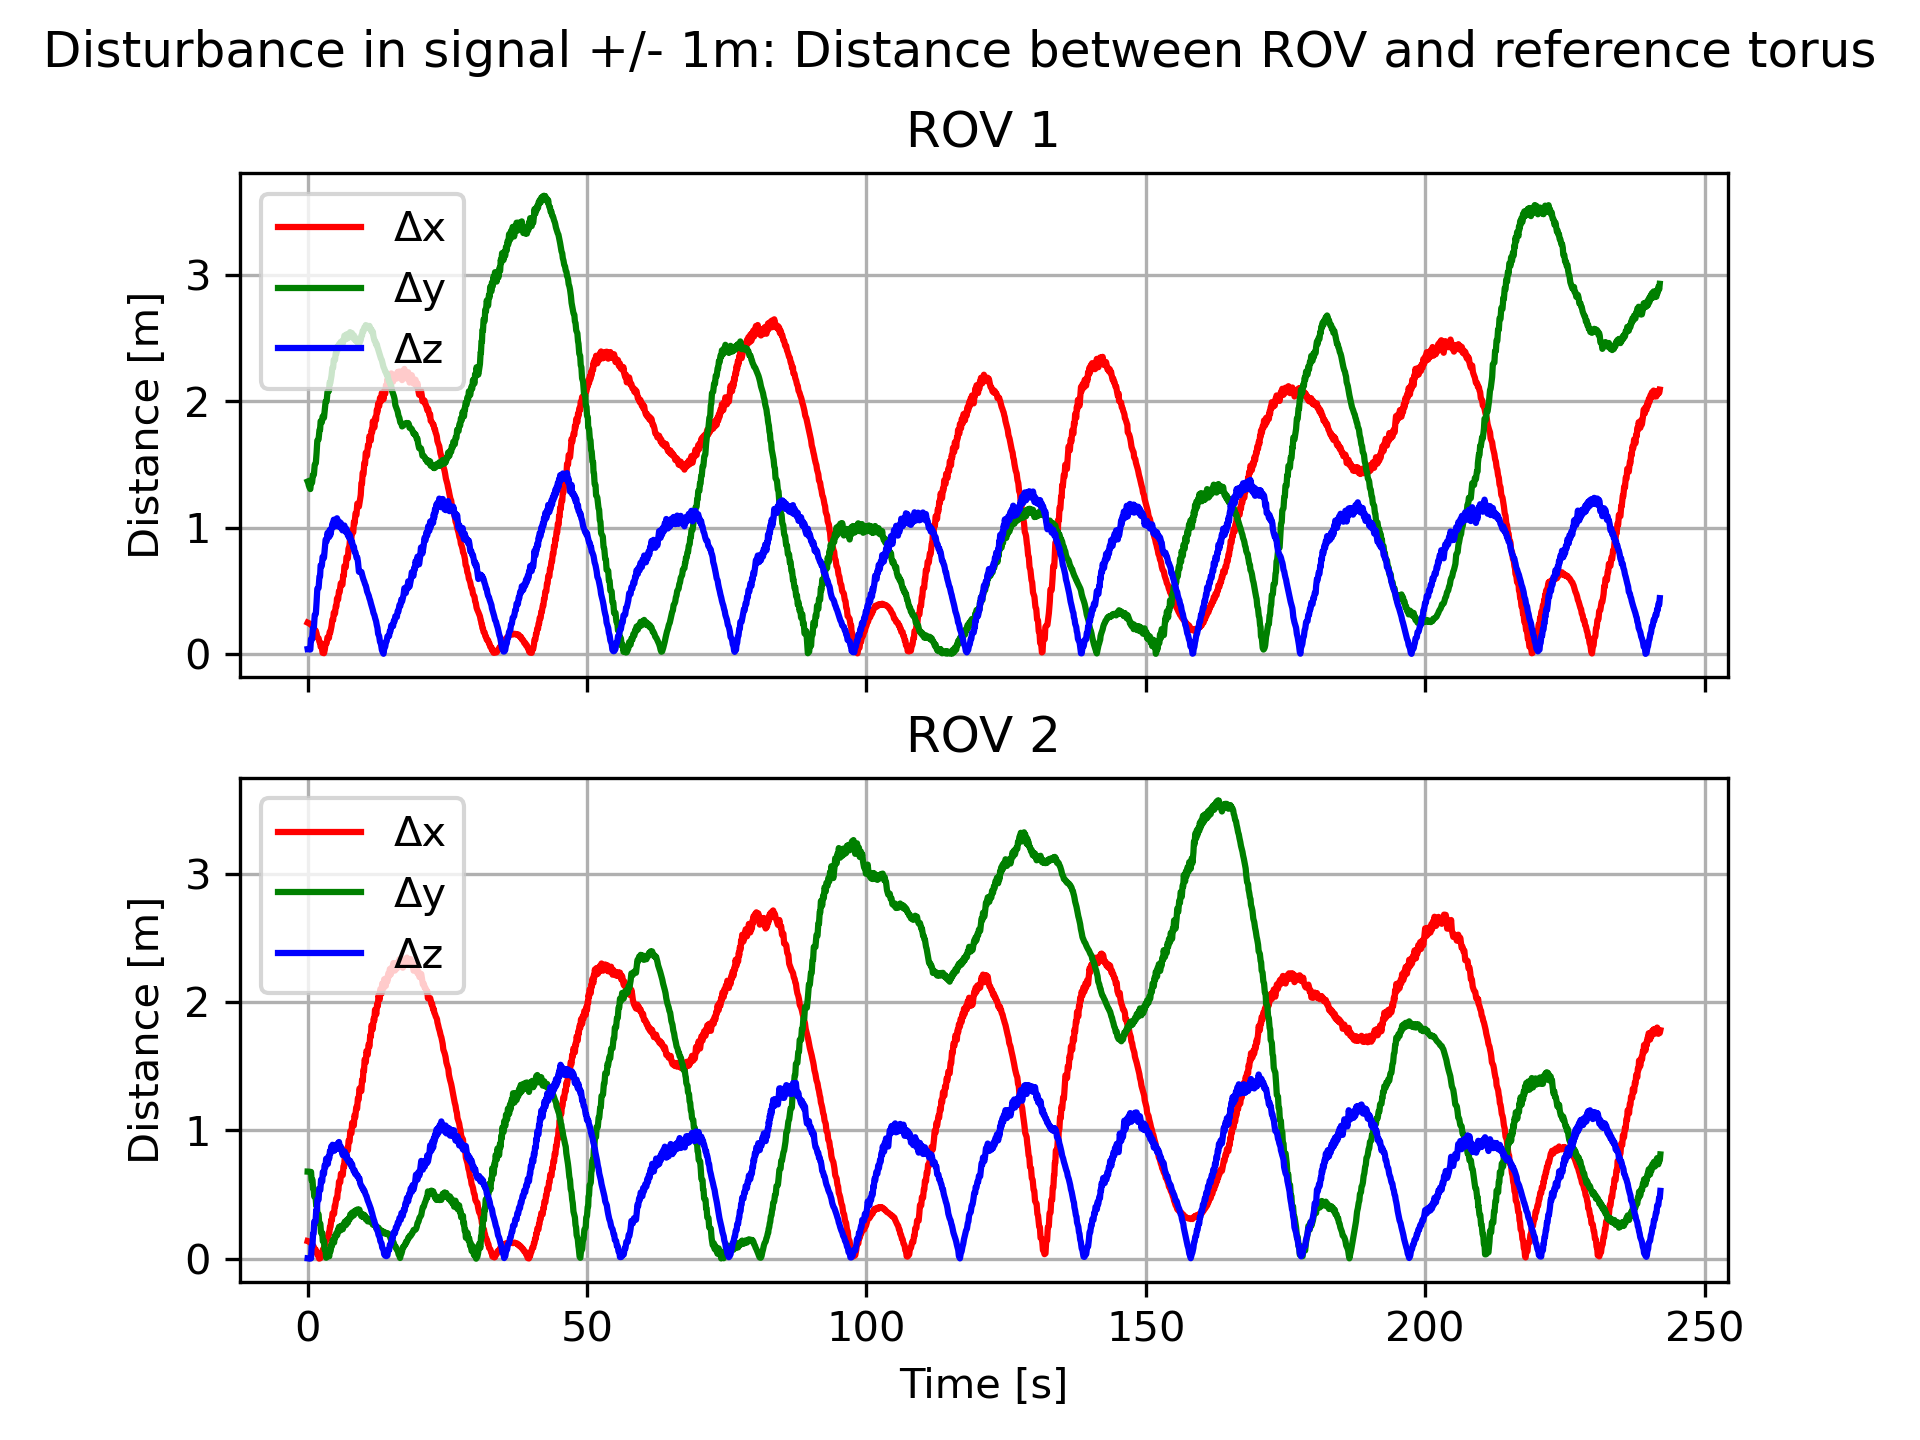 Disturbance in signal +/- 1m: Distance between ROV and reference torus
ROV 1
Distance [m]
3
2
1
0
Δx
Δy
Δz
ROV 2
Distance [m]
3
2
1
0
Δx
Δy
Δz
0 50 100 150 200 250
Time [s]